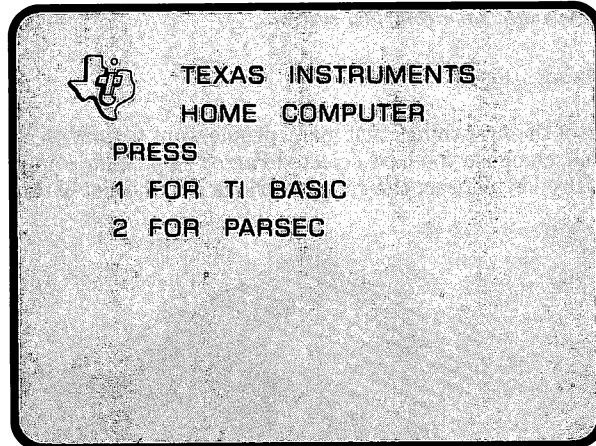 TEXAS INSTRUMENTS
HOME COMPUTER
PRESS
1 FOR TI BASIC
2 FOR PARSEC